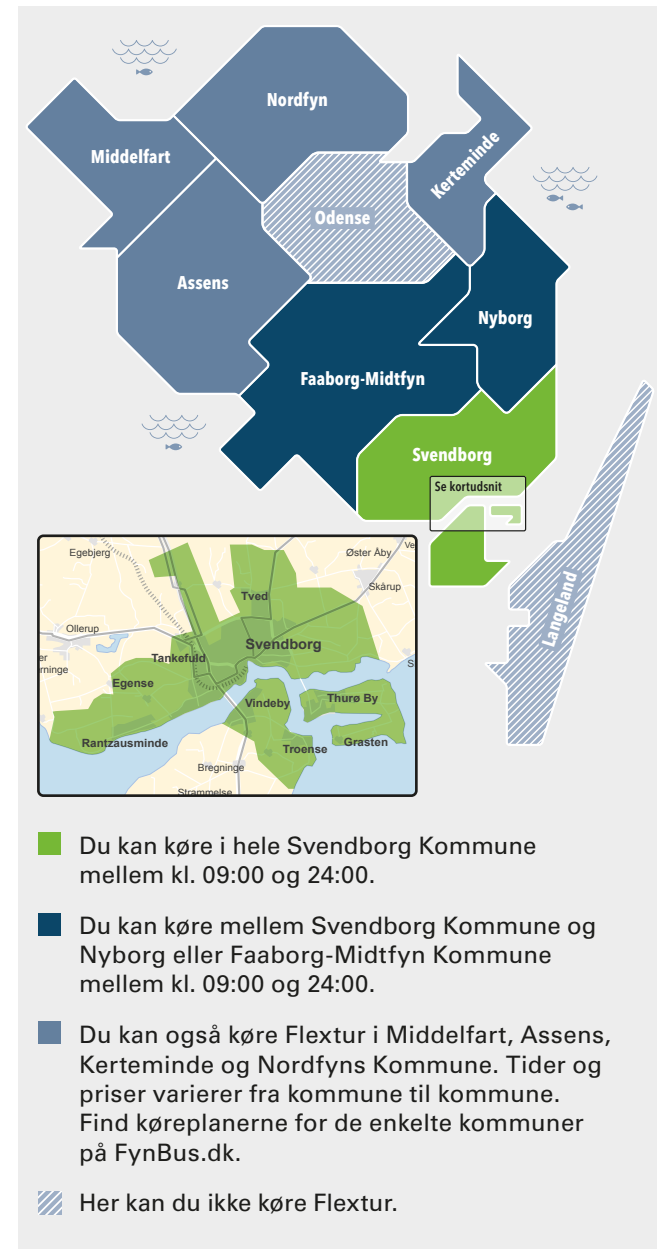 Nordfyn
Middelfart
Kerteminde
Odense
Assens
Nyborg
Faaborg-Midtfyn
Svendborg
Se kortudsnit
Langeland
Egebjerg
Øster Åby
Ve
Tved
Skårup
Ollerup
Svendborg
er
Tankefuld
S
rninge
Egense
Vindeby
Thurø By
Rantzausminde
Troense
Grasten
Bregninge
Strammelse
Du kan køre i hele Svendborg Kommune
mellem kl. 09:00 og 24:00.
Du kan køre mellem Svendborg Kommune og
Nyborg eller Faaborg-Midtfyn Kommune
mellem kl. 09:00 og 24:00.
Du kan også køre Flextur i Middelfart, Assens,
Kerteminde og Nordfyns Kommune. Tider og
priser varierer fra kommune til kommune.
Find køreplanerne for de enkelte kommuner
på FynBus.dk.
Her kan du ikke køre Flextur.